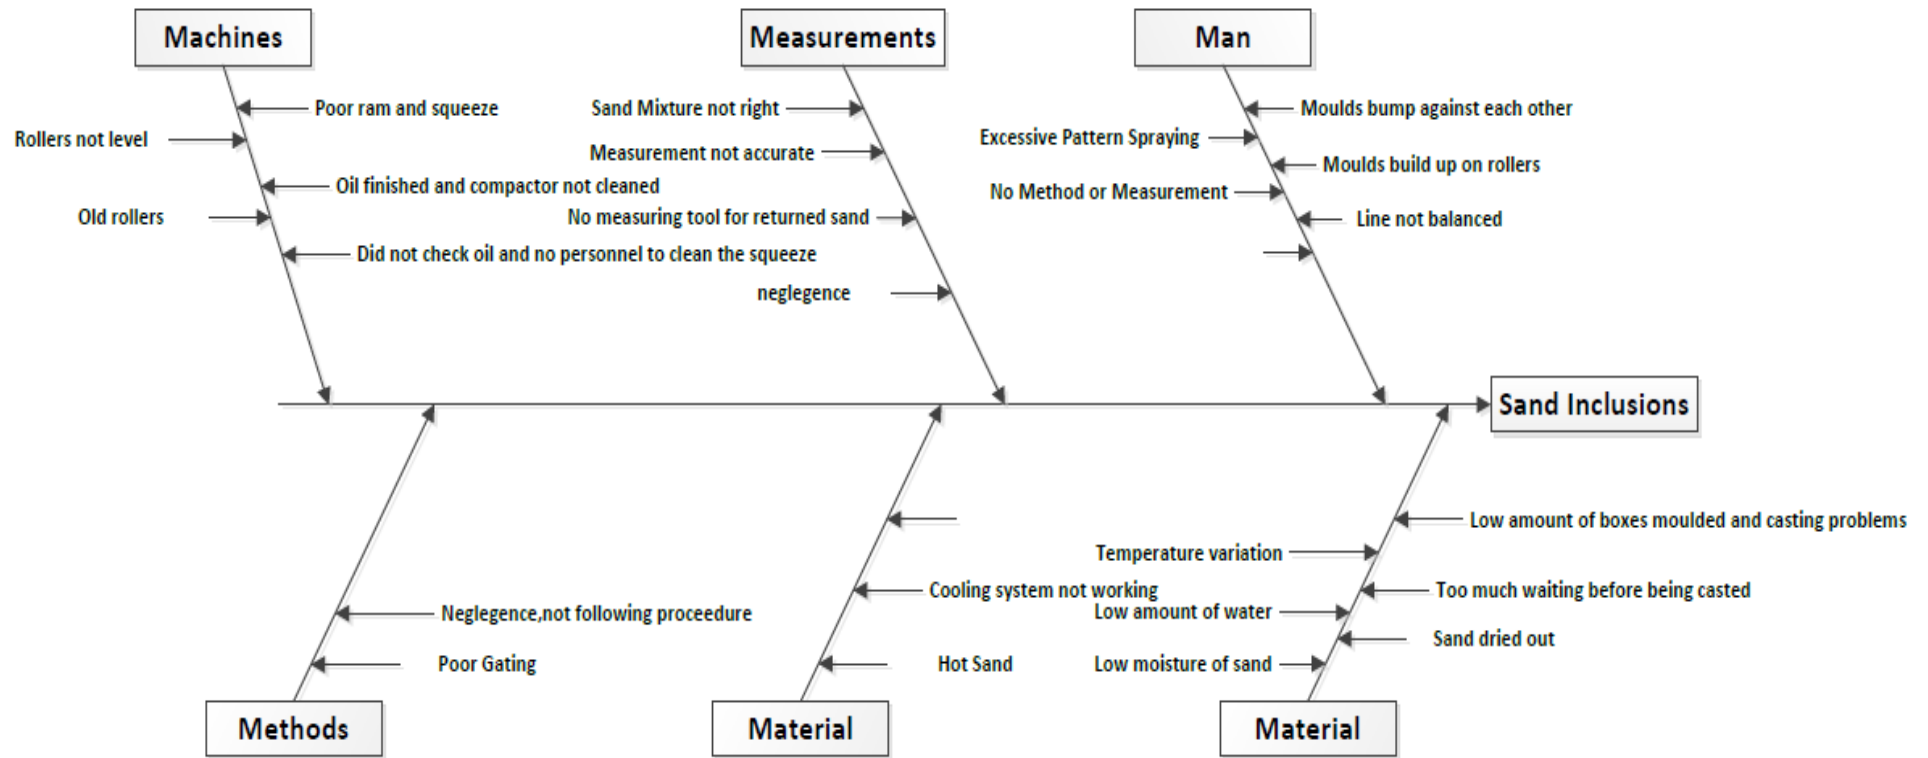 Machines
Measurements
Man
Poor ram and squeeze
Sand Mixture not right
Moulds bump against each other
Rollers not level
Excessive Pattern Spraying
Measurement not accurate
Moulds build up on rollers
Oil finished and compactor not cleaned
No Method or Measurement
Old rollers
No measuring tool for returned sand
Line not balanced
Did not check oil and no personnel to clean the squeeze
neglegence
Sand Inclusions
Low amount of boxes moulded and casting problems
Temperature variation
Cooling system not working
Too much waiting before being casted
Neglegence,not following proceedure
Low amount of water
Sand dried out
Poor Gating
Hot Sand
Low moisture of sand
Methods
Material
Material